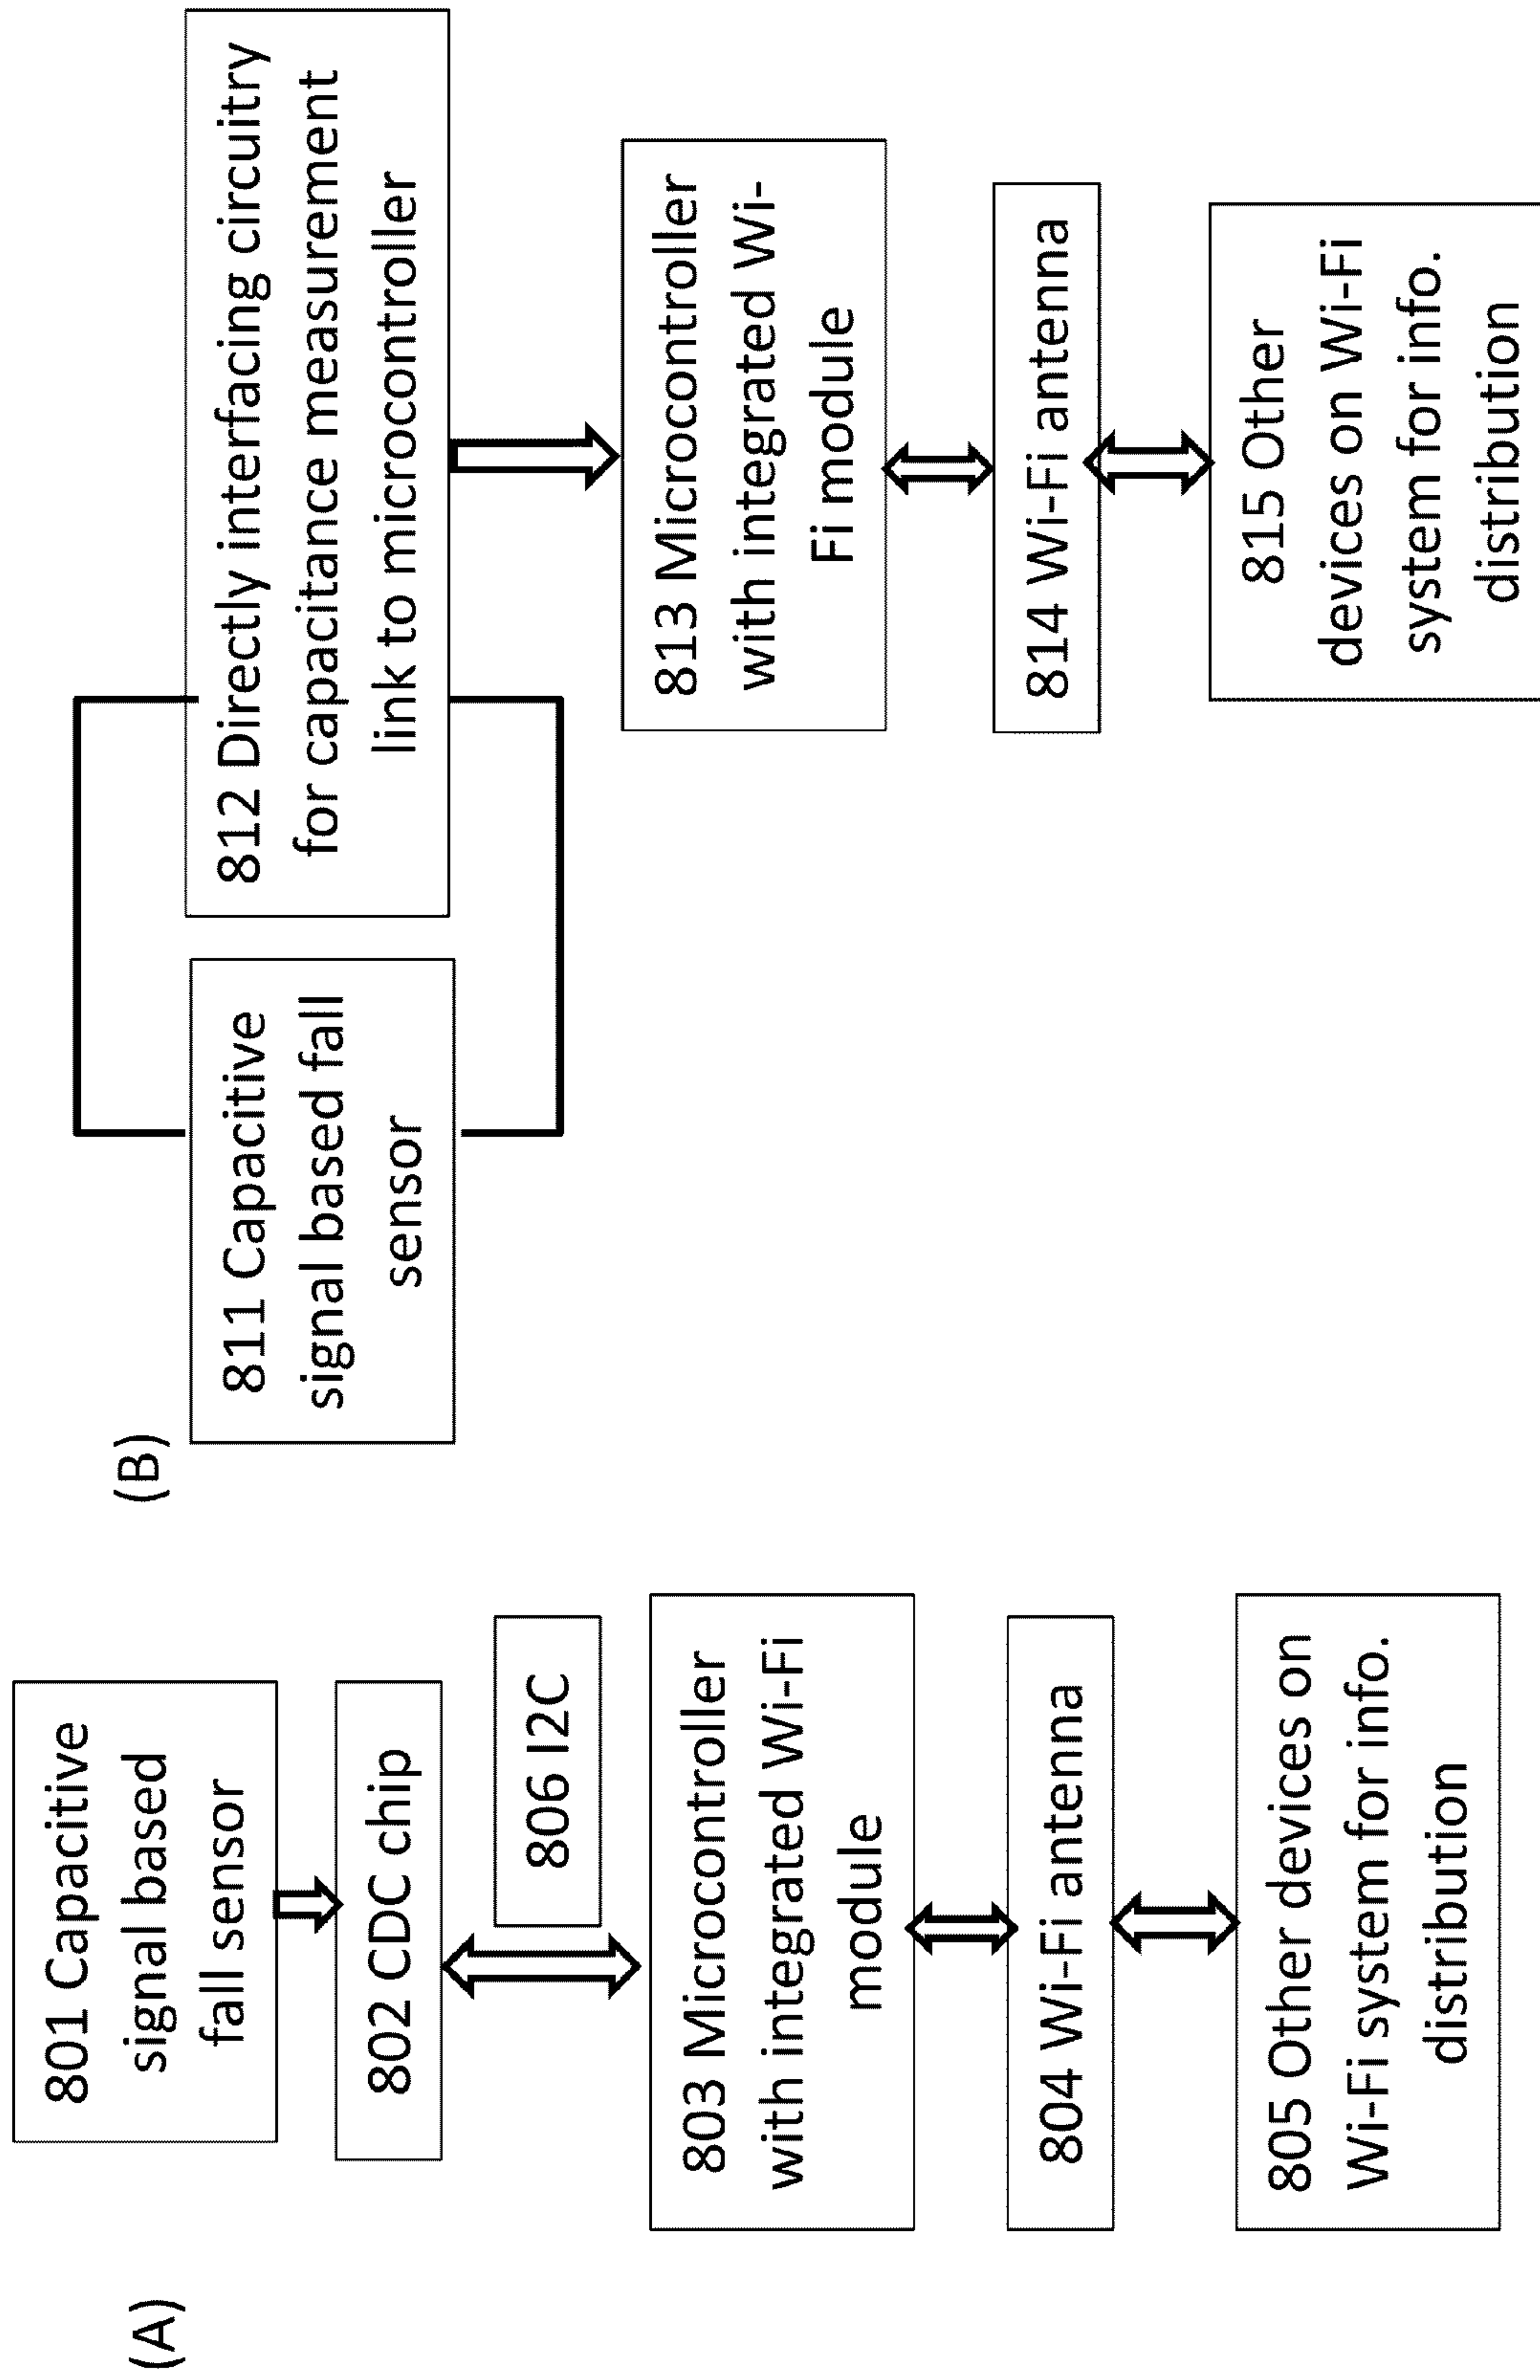 (A)
801 Capacitive
signal based
fall sensor
802 CDC chip
806 I2C
803 Microcontroller
with integrated Wi-Fi
module
804 Wi-Fi antenna
805 Other devices on
Wi-Fi system for info.
distribution
(B)
811 Capacitive
signal based fall
sensor
812 Directly interfacing circuitry
for capacitance measurement
link to microcontroller
813 Microcontroller
with integrated Wi-
Fi module
814 Wi-Fi antenna
815 Other
devices on Wi-Fi
system for info.
distribution